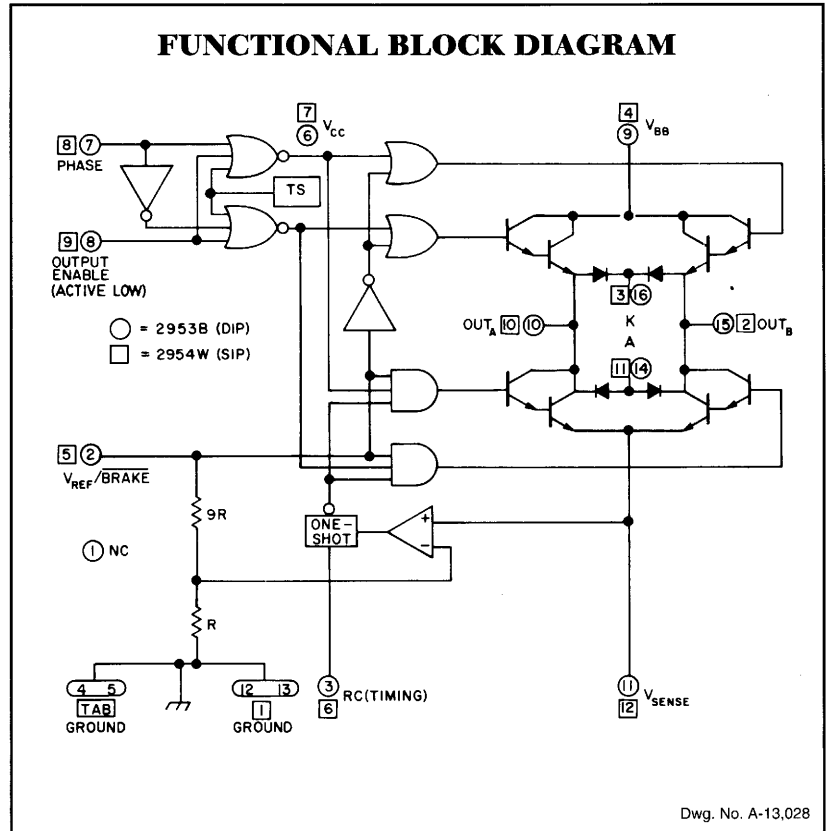 FUNCTIONAL BLOCK DIAGRAM
7
6 VCC
4
9 VBB
8 7
PHASE
TS
9 8
OUTPUT
ENABLE
(ACTIVE LOW)
3 16
OUTA 10 10
K
15 2 OUTB
= 2953B (DIP)
A
= 2954W (SIP)
11 14
5 2
VREF/BRAKE
9R
ONE-
SHOT
+
−
1 NC
R
4 5
TAB
GROUND
12 13
1
GROUND
3 RC(TIMING)
6
11 VSENSE
12
Dwg. No. A-13,028